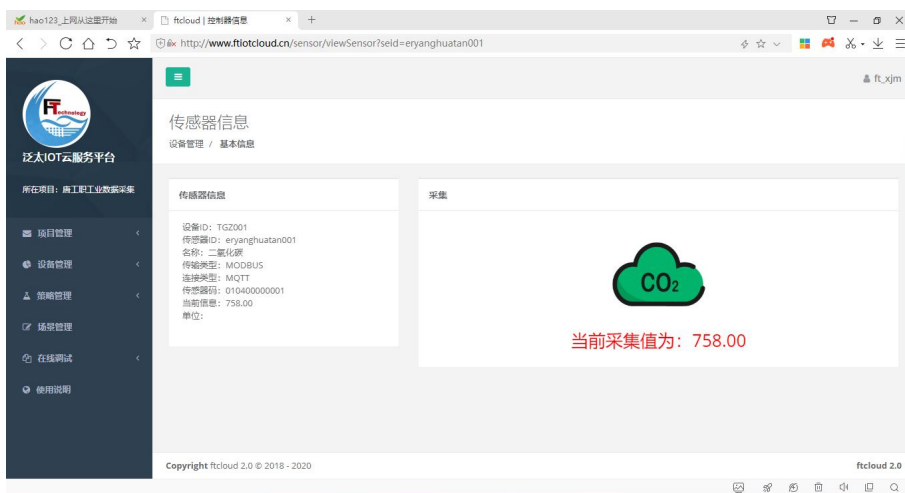 hao123_上网从这里开始
ftcloud | 控制器信息
http://www.ftiotcloud.cn/sensor/viewSensor?seid=eryanghuatan001
ft_xjm
FTechnology
泛太IOT云服务平台
所在项目：唐工职工业数据采集
项目管理
设备管理
策略管理
场景管理
在线调试
使用说明
传感器信息
设备管理 / 基本信息
传感器信息
设备ID：TGZ001
传感器ID：eryanghuatan001
名称：二氧化碳
传输类型：MODBUS
连接类型：MQTT
传感器码：010400000001
当前信息：758.00
单位：
采集
CO₂
当前采集值为：758.00
Copyright ftcloud 2.0 © 2018 - 2020
ftcloud 2.0